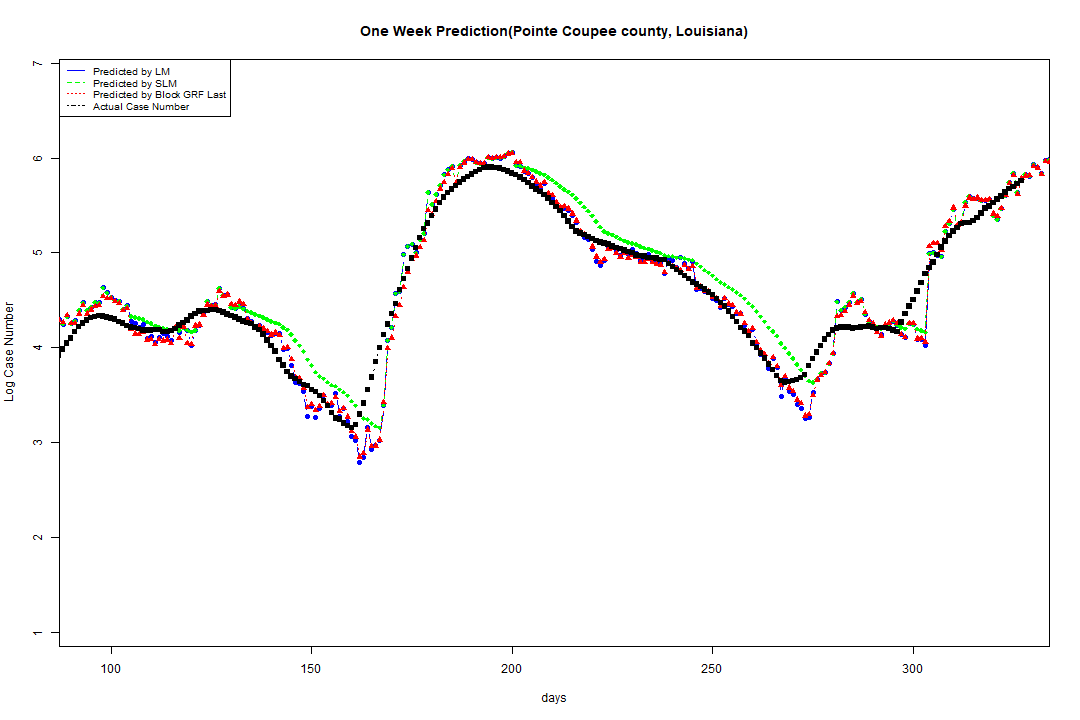 One Week Prediction(Pointe Coupee county, Louisiana)
Predicted by LM
Predicted by SLM
Predicted by Block GRF Last
Actual Case Number
7
6
5
4
3
2
1
Log Case Number
100 150 200 250 300
days